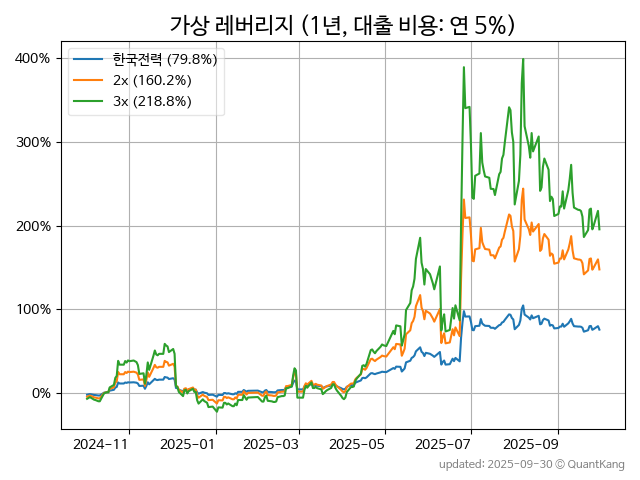 가상 레버리지 (1년, 대출 비용: 연 5%)
한국전력 (79.8%)
2x (160.2%)
3x (218.8%)
400%
300%
200%
100%
0%
2024-11
2025-01
2025-03
2025-05
2025-07
2025-09
updated: 2025-09-30 © QuantKang